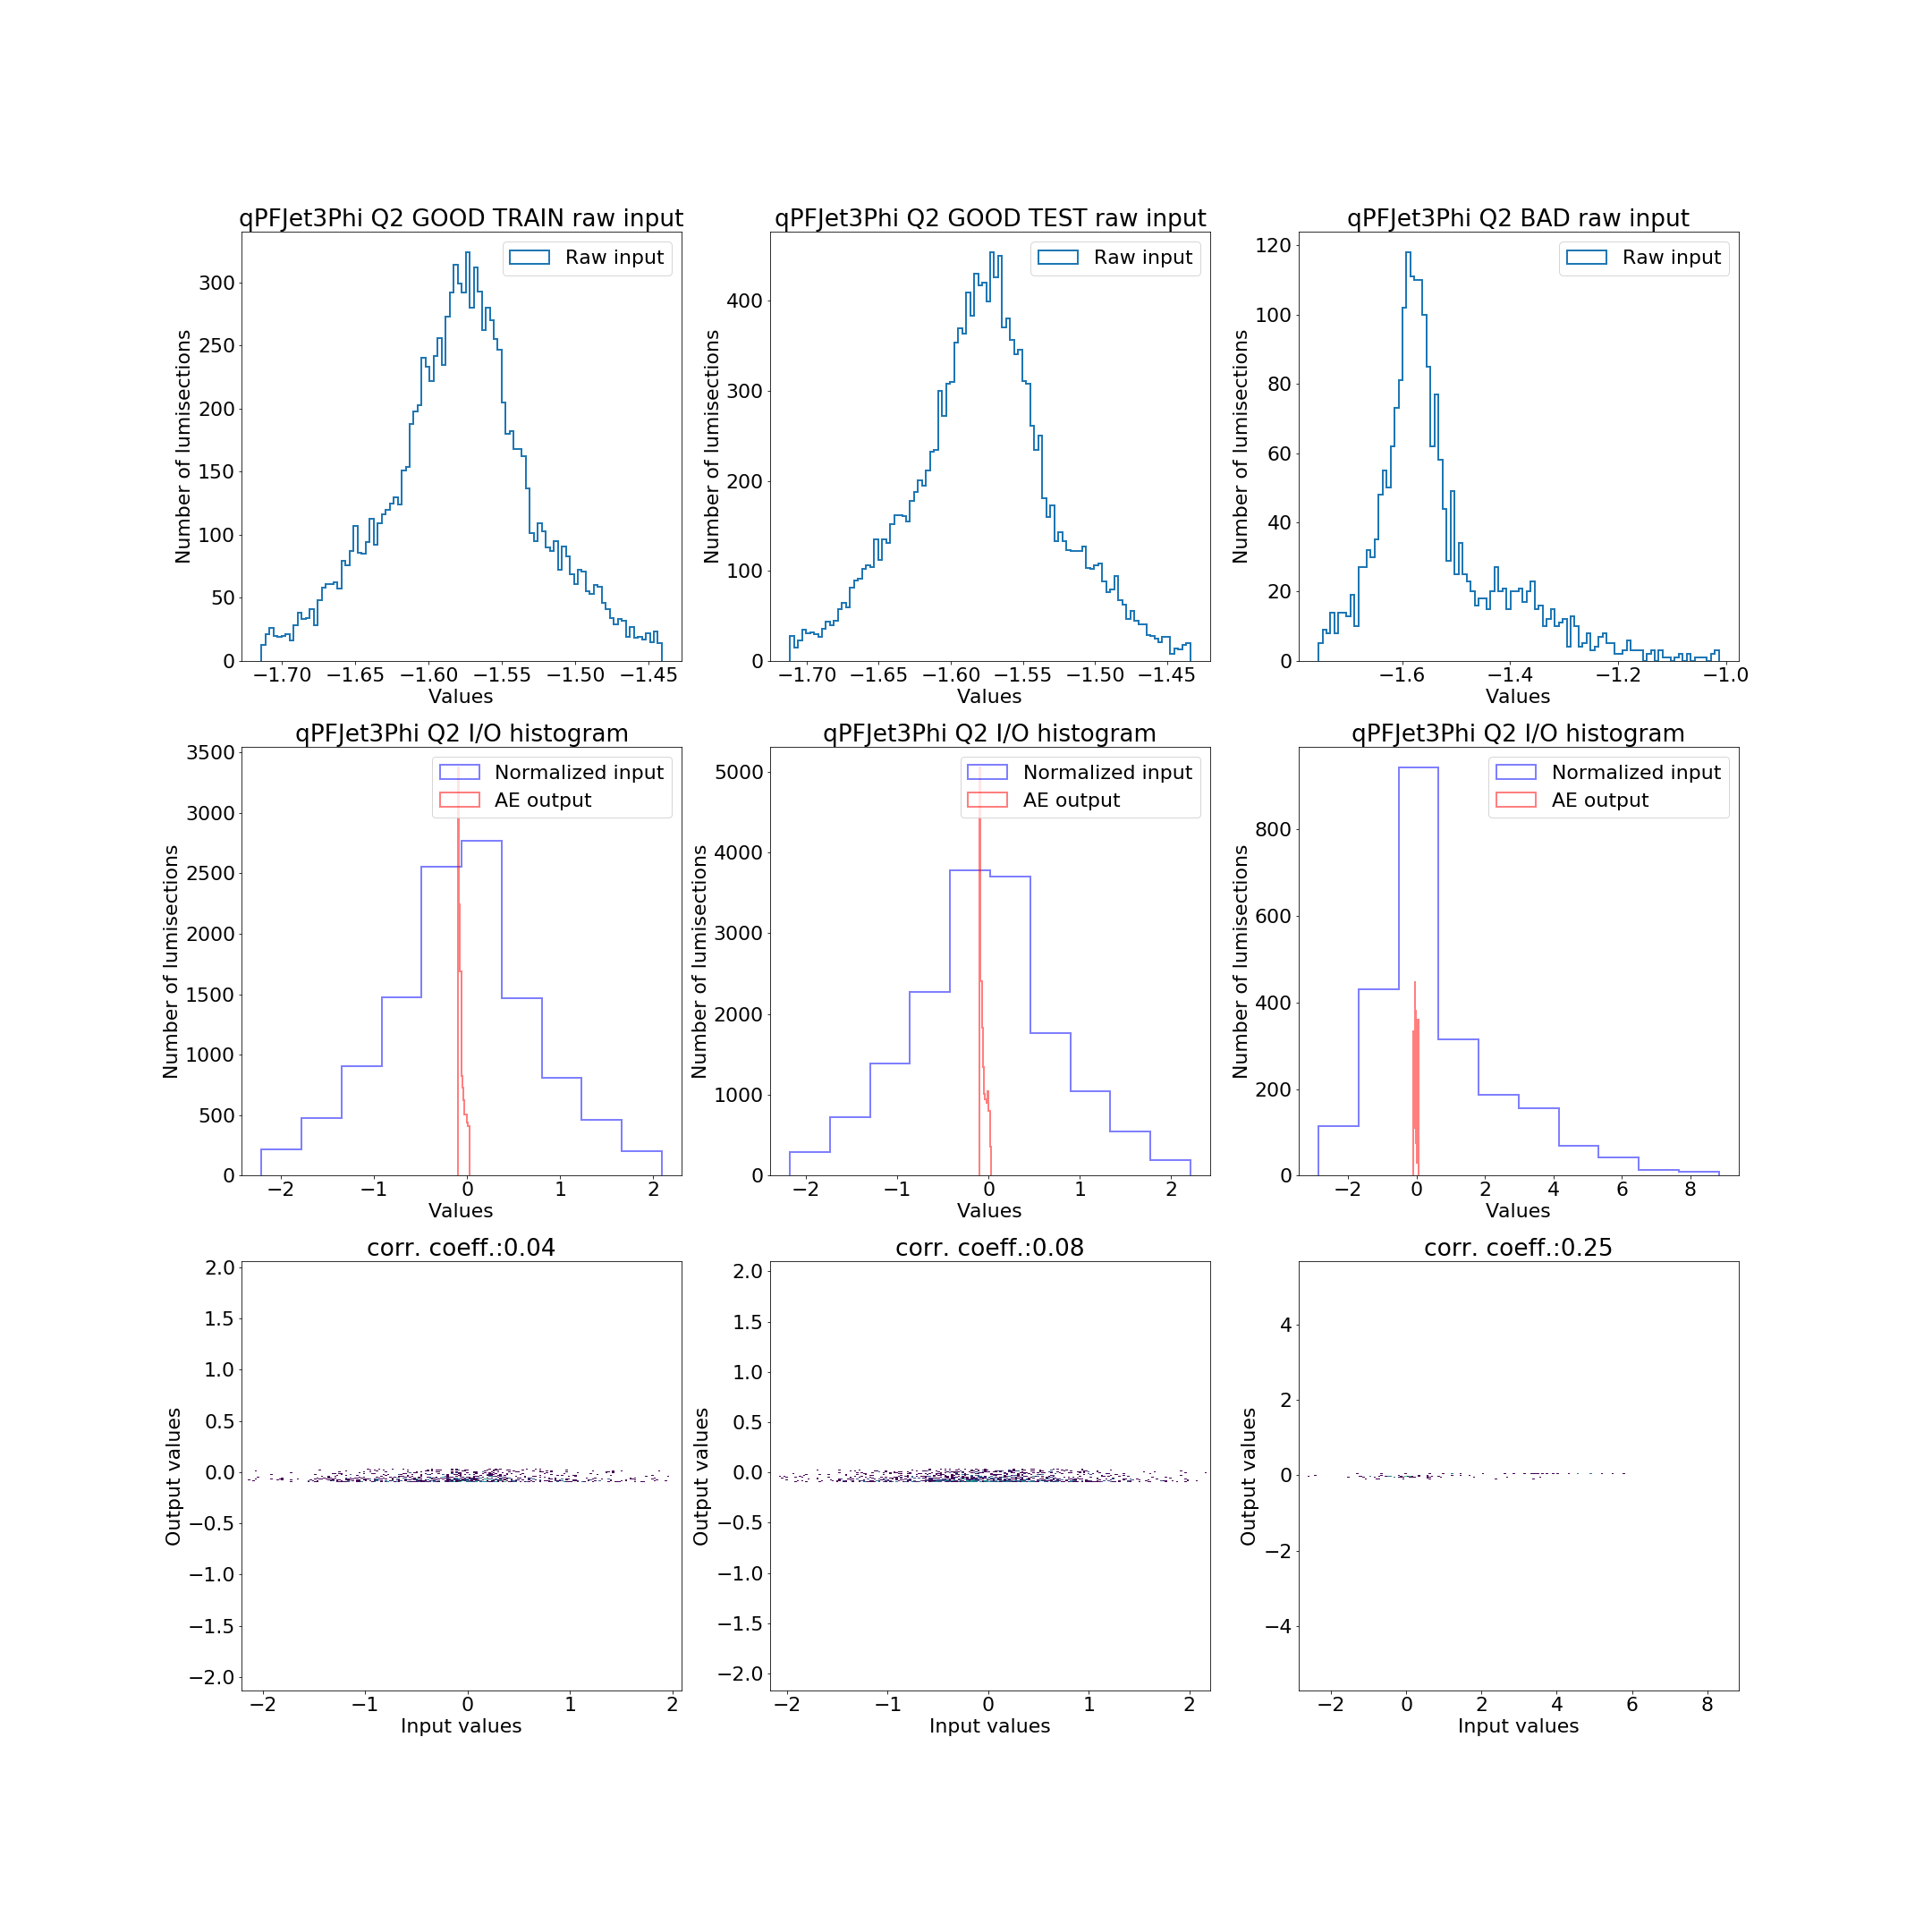 qPFJet3Phi Q2 GOOD TRAIN raw input
Raw input
Number of lumisections
300
250
200
150
100
50
0
−1.70 −1.65 −1.60 −1.55 −1.50 −1.45
Values
qPFJet3Phi Q2 GOOD TEST raw input
Raw input
Number of lumisections
400
300
200
100
0
−1.70 −1.65 −1.60 −1.55 −1.50 −1.45
Values
qPFJet3Phi Q2 BAD raw input
Raw input
Number of lumisections
120
100
80
60
40
20
0
−1.6 −1.4 −1.2 −1.0
Values
qPFJet3Phi Q2 I/O histogram
Normalized input
AE output
Number of lumisections
3500
3000
2500
2000
1500
1000
500
0
−2 −1 0 1 2
Values
qPFJet3Phi Q2 I/O histogram
Normalized input
AE output
Number of lumisections
5000
4000
3000
2000
1000
0
−2 −1 0 1 2
Values
qPFJet3Phi Q2 I/O histogram
Normalized input
AE output
Number of lumisections
800
600
400
200
0
−2 0 2 4 6 8
Values
corr. coeff.:0.04
Output values
2.0
1.5
1.0
0.5
0.0
−0.5
−1.0
−1.5
−2.0
−2 −1 0 1 2
Input values
corr. coeff.:0.08
Output values
2.0
1.5
1.0
0.5
0.0
−0.5
−1.0
−1.5
−2.0
−2 −1 0 1 2
Input values
corr. coeff.:0.25
Output values
4
2
0
−2
−4
−2 0 2 4 6 8
Input values